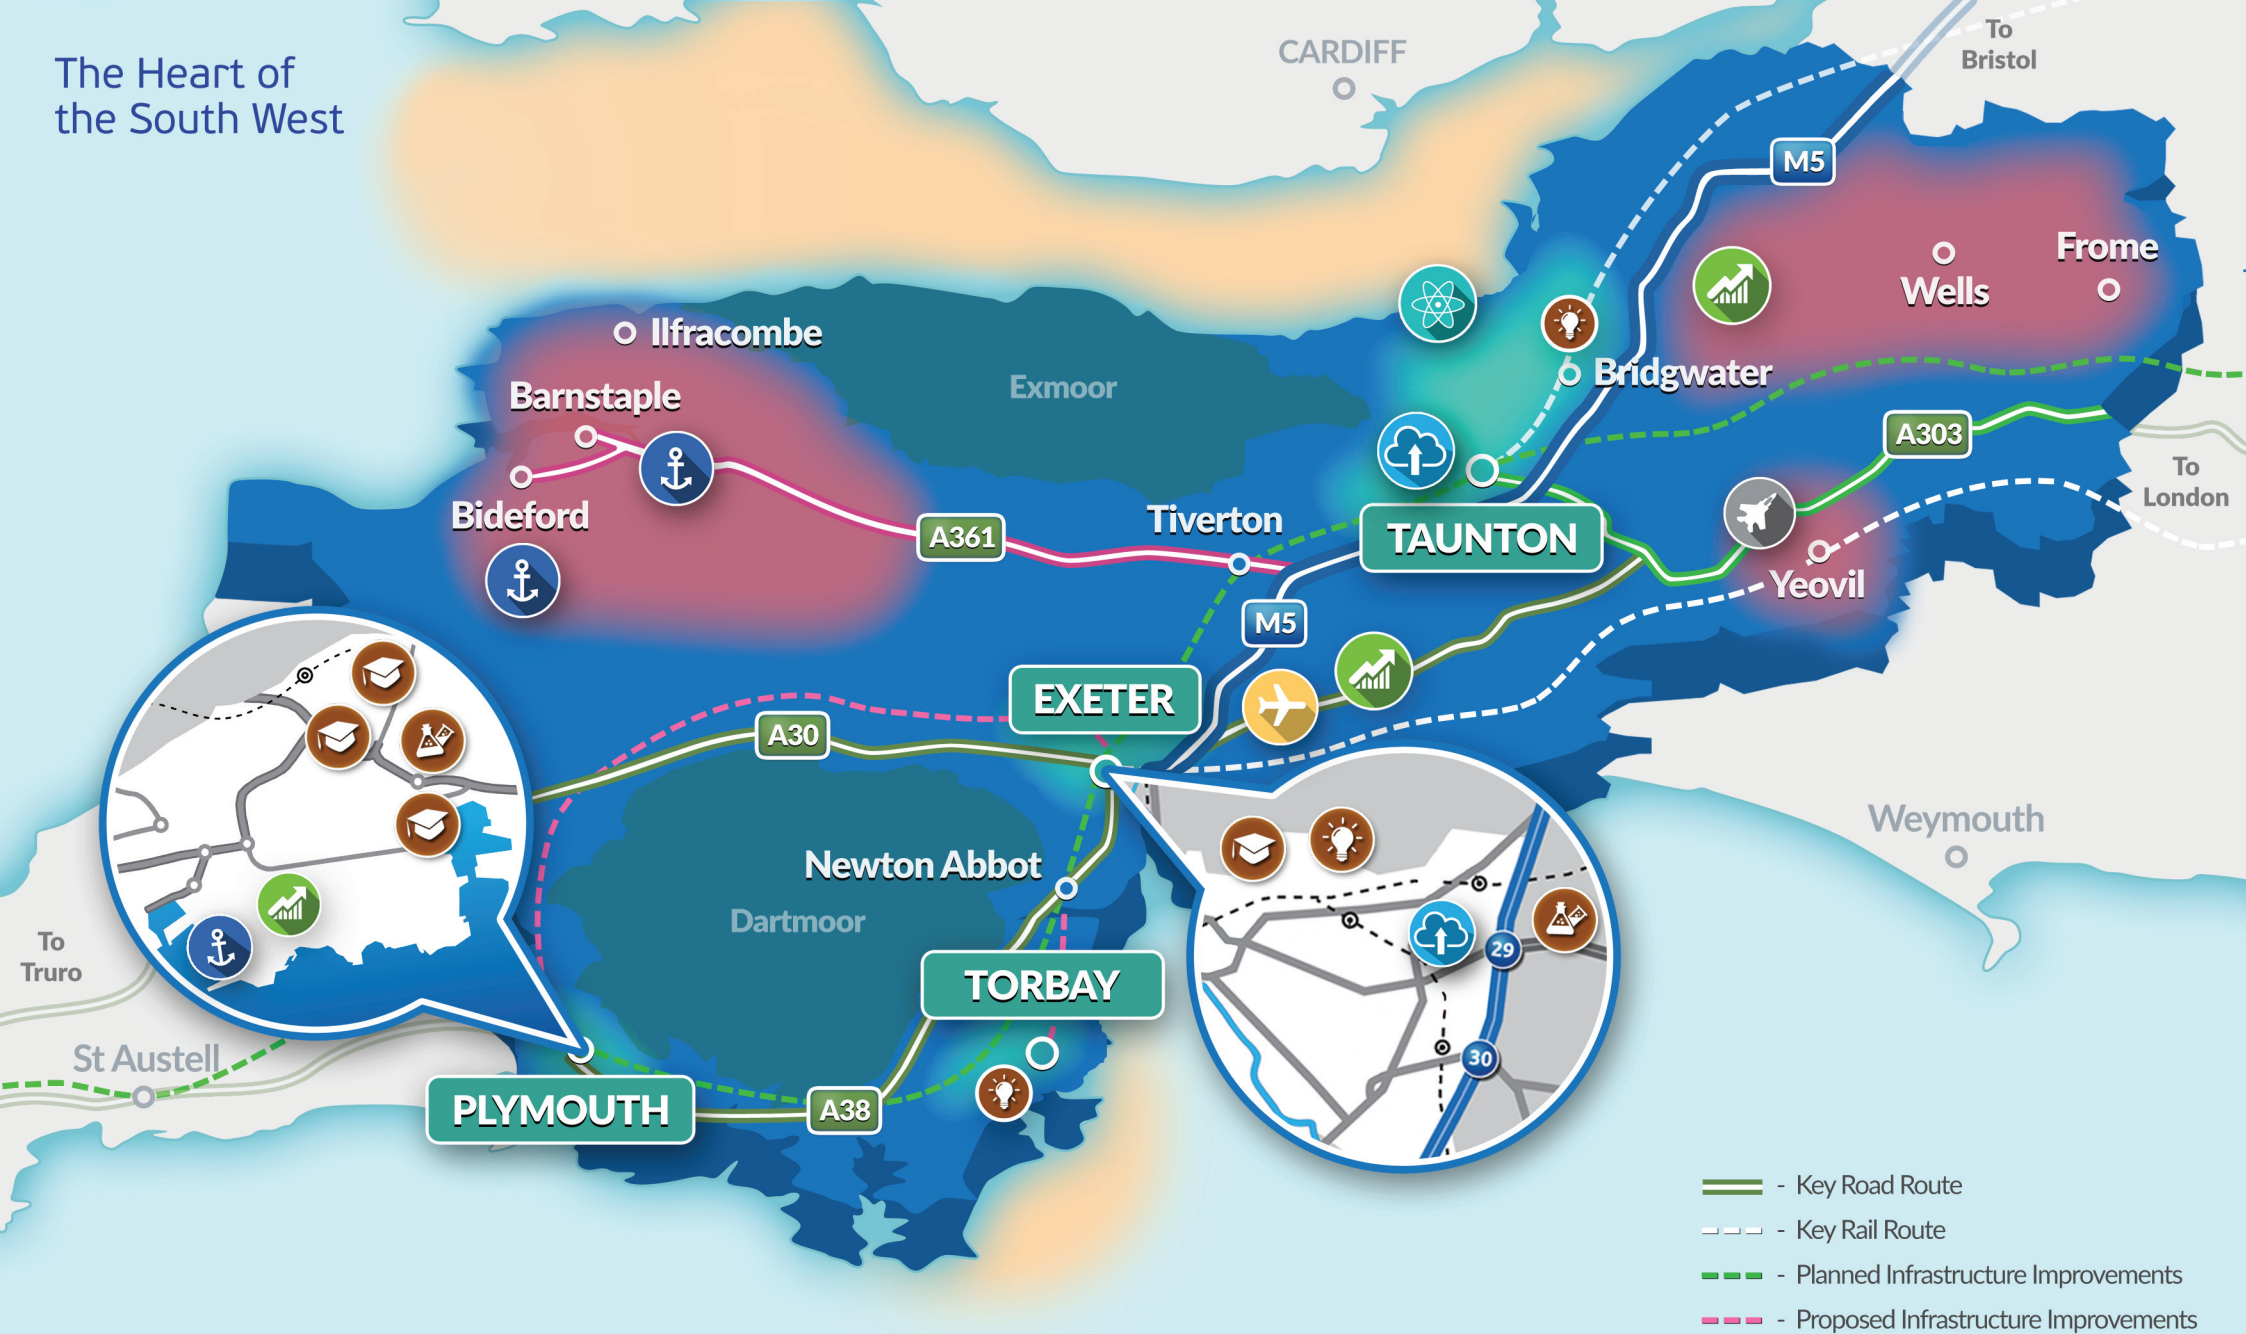 The Heart of
the South West
CARDIFF
To
Bristol
M5
Frome
Wells
Ilfracombe
Exmoor
Bridgwater
Barnstaple
A303
To
London
Bideford
Tiverton
A361
TAUNTON
Yeovil
M5
EXETER
A30
Weymouth
Newton Abbot
Dartmoor
To
Truro
29
TORBAY
St Austell
30
PLYMOUTH
A38
- Key Road Route
- Key Rail Route
- Planned Infrastructure Improvements
- Proposed Infrastructure Improvements